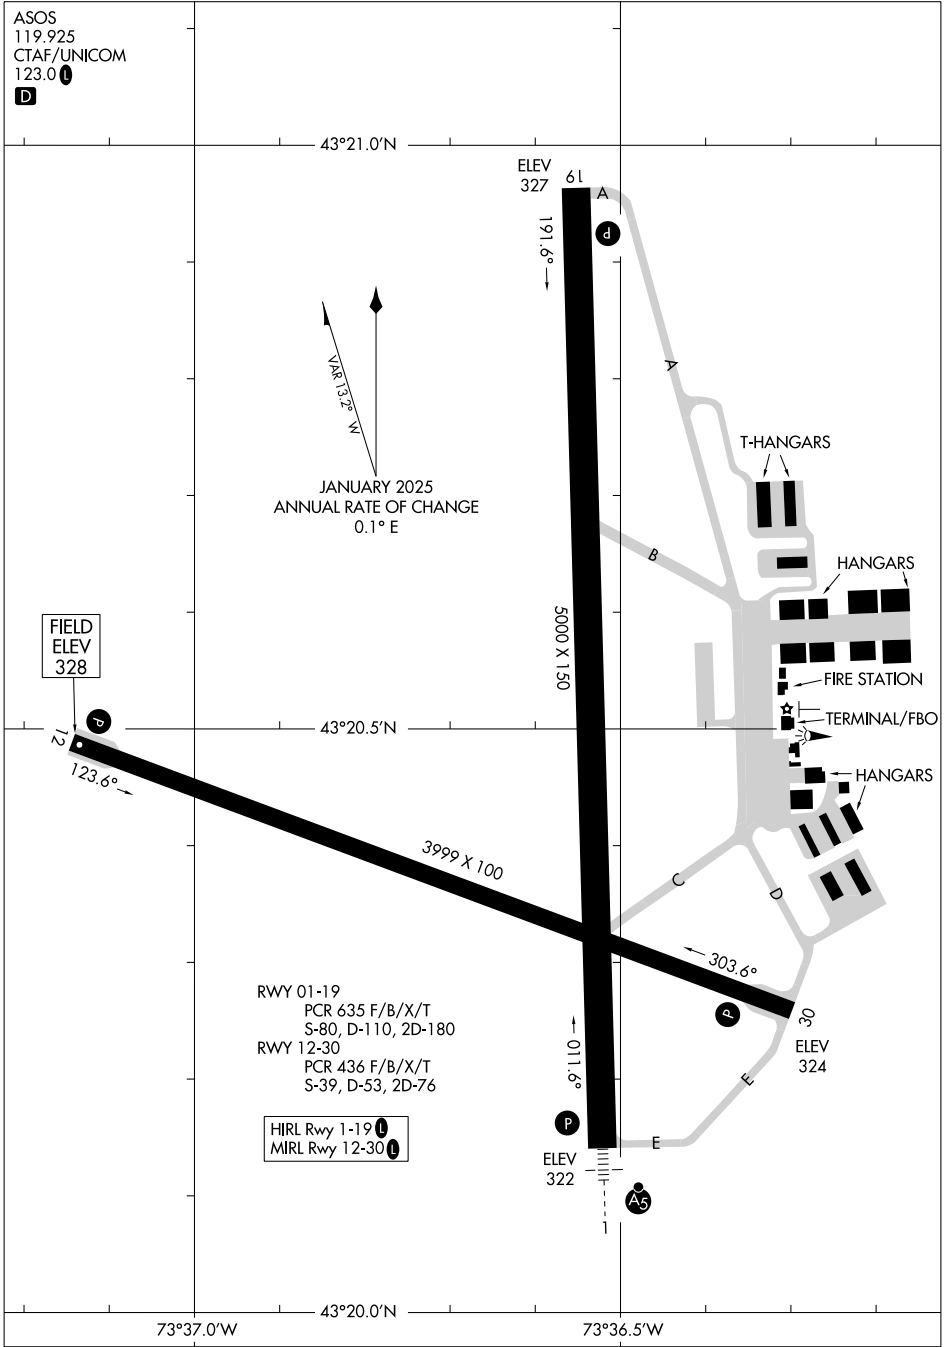 ASOS
119.925
CTAF/UNICOM
123.0 L
D
43°21.0'N
ELEV
327
19
A
P
191.6°
VAR 13.2° W
A
JANUARY 2025
ANNUAL RATE OF CHANGE
0.1° E
T-HANGARS
B
HANGARS
5000 X 150
FIELD
ELEV
328
FIRE STATION
P
12
TERMINAL/FBO
43°20.5'N
123.6°
HANGARS
3999 X 100
C
D
303.6°
RWY 01-19
PCR 635 F/B/X/T
S-80, D-110, 2D-180
RWY 12-30
PCR 436 F/B/X/T
S-39, D-53, 2D-76
P
30
ELEV
324
011.6°
E
HIRL Rwy 1-19 L
MIRL Rwy 12-30 L
P
E
ELEV
322
A5
1
43°20.0'N
73°37.0'W
73°36.5'W